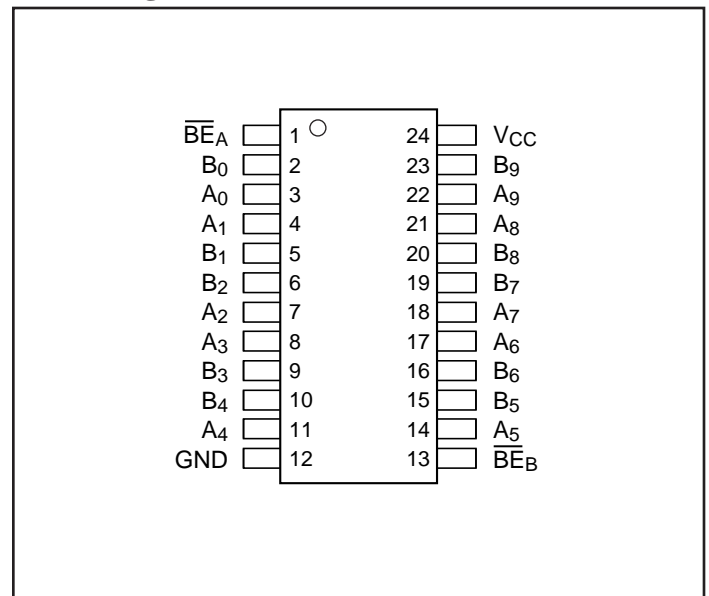 B̅E̅A 1 24 VCC
B0 2 23 B9
A0 3 22 A9
A1 4 21 A8
B1 5 20 B8
B2 6 19 B7
A2 7 18 A7
A3 8 17 A6
B3 9 16 B6
B4 10 15 B5
A4 11 14 A5
GND 12 13 B̅E̅B